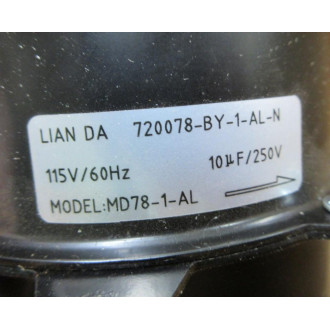 LIAN DA 720078-BY-1-AL-N
115V/60Hz 10µF/250V
MODEL:MD78-1-AL